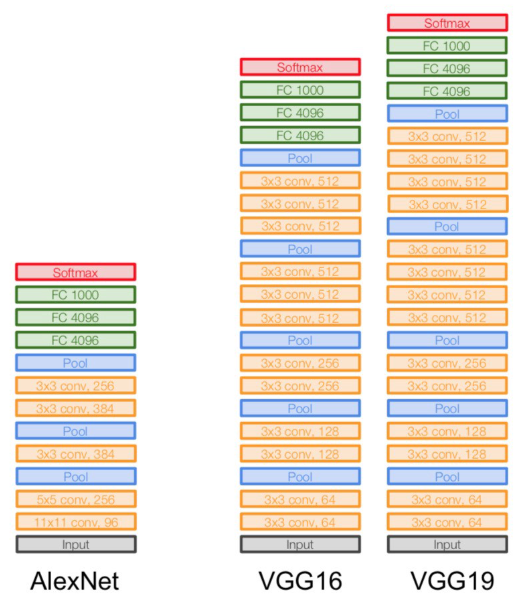 Softmax
FC 1000
FC 4096
FC 4096
Pool
3x3 conv, 256
3x3 conv, 384
Pool
3x3 conv, 384
Pool
5x5 conv, 256
11x11 conv, 96
Input
AlexNet
Softmax
FC 1000
FC 4096
FC 4096
Pool
3x3 conv, 512
3x3 conv, 512
3x3 conv, 512
Pool
3x3 conv, 512
3x3 conv, 512
3x3 conv, 512
Pool
3x3 conv, 256
3x3 conv, 256
Pool
3x3 conv, 128
3x3 conv, 128
Pool
3x3 conv, 64
3x3 conv, 64
Input
VGG16
Softmax
FC 1000
FC 4096
FC 4096
Pool
3x3 conv, 512
3x3 conv, 512
3x3 conv, 512
3x3 conv, 512
Pool
3x3 conv, 512
3x3 conv, 512
3x3 conv, 512
3x3 conv, 512
Pool
3x3 conv, 256
3x3 conv, 256
Pool
3x3 conv, 128
3x3 conv, 128
Pool
3x3 conv, 64
3x3 conv, 64
Input
VGG19